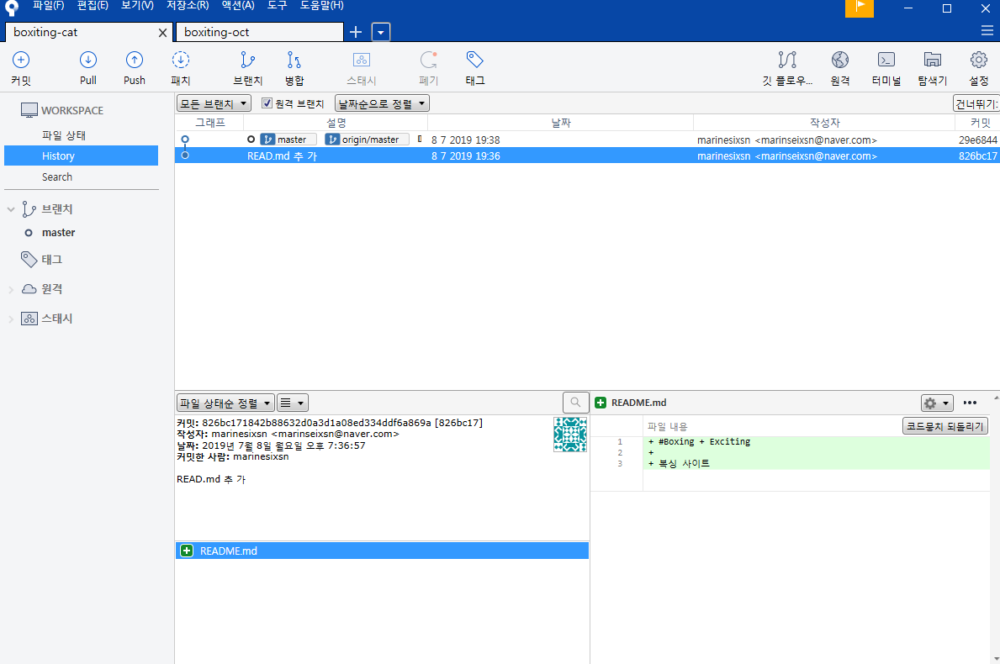 파일(F) 편집(E) 보기(V) 저장소(R) 액션(A) 도구 도움말(H)
boxiting-cat boxiting-oct
커밋 Pull Push 패치 브랜치 병합 스태시 폐기 태그 깃 플로우... 원격 터미널 탐색기 설정
WORKSPACE
파일 상태
History
Search
브랜치
master
태그
원격
스태시
모든 브랜치 원격 브랜치 날짜순으로 정렬 건너뛰기:
그래프 설명 날짜 작성자 커밋
master origin/master 8 7 2019 19:38 marinesixsn <marinseixsn@naver.com> 29e6844
READ.md 추 가 8 7 2019 19:36 marinesixsn <marinseixsn@naver.com> 826bc17
파일 상태순 정렬
커밋: 826bc171842b88632d0a3d1a08ed334ddf6a869a [826bc17]
작성자: marinesixsn <marinseixsn@naver.com>
날짜: 2019년 7월 8일 월요일 오후 7:36:57
커밋한 사람: marinesixsn
READ.md 추 가
README.md
README.md
파일 내용 코드뭉치 되돌리기
1 + #Boxing + Exciting
2 +
3 + 복싱 사이트